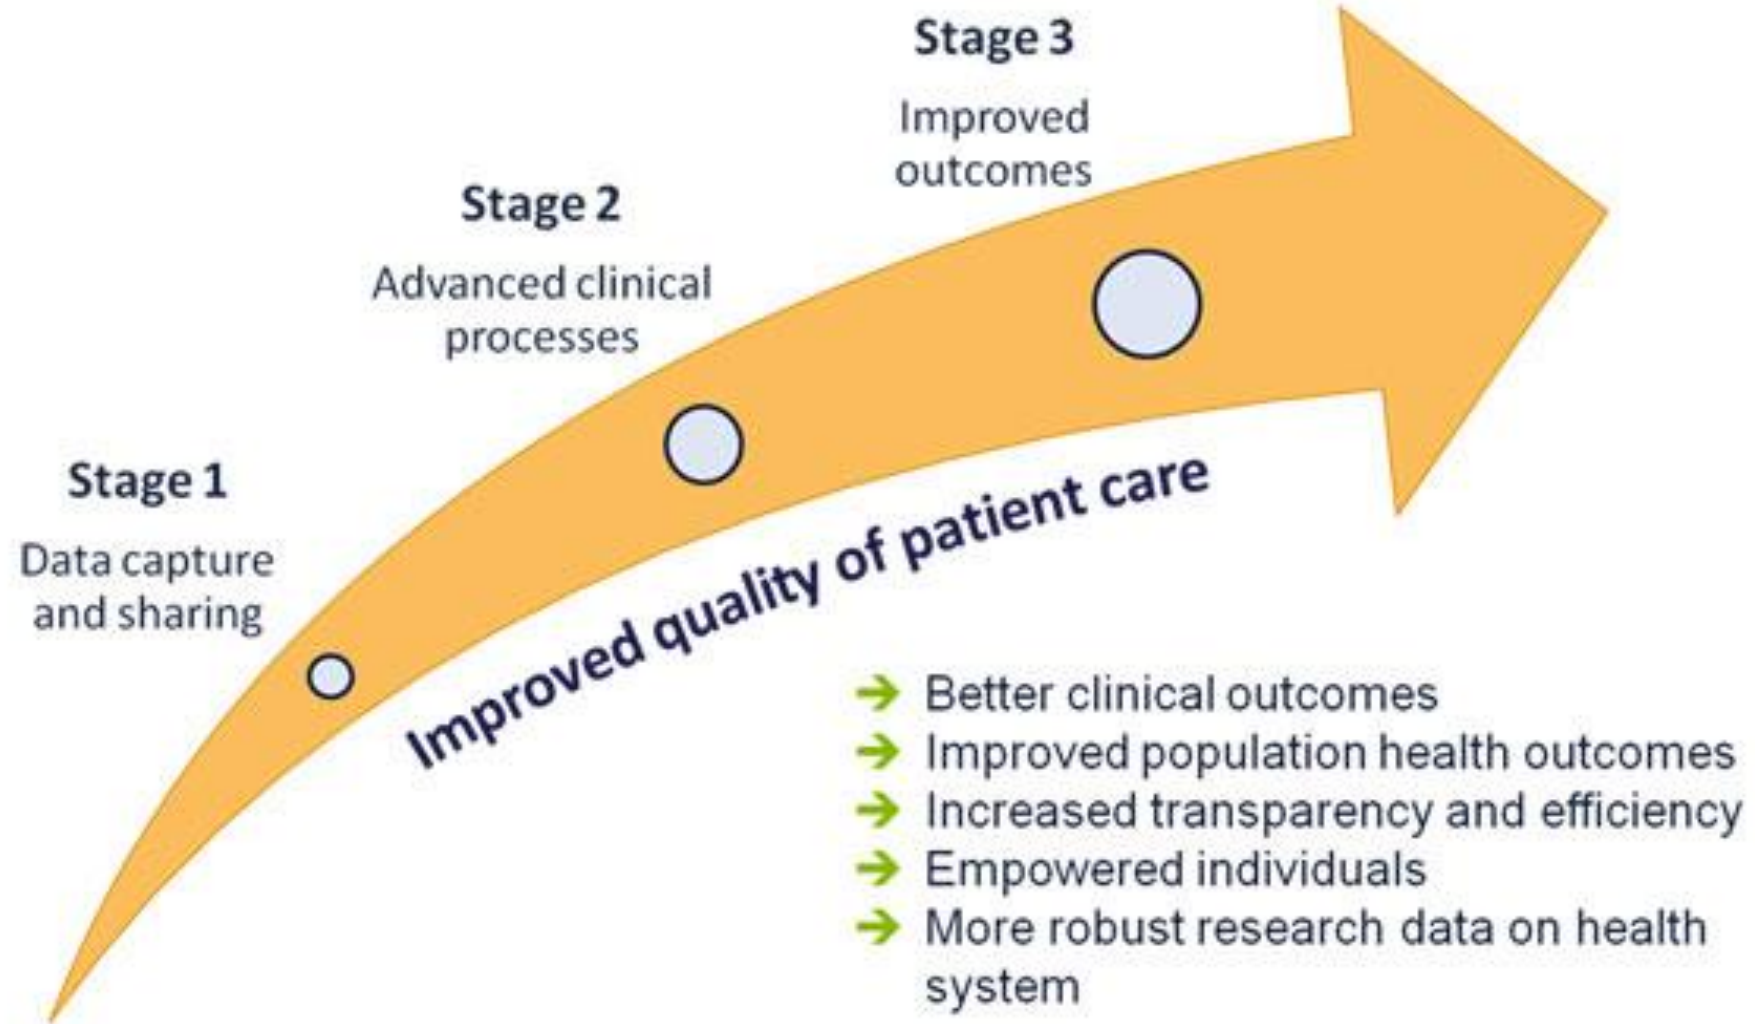 Stage 3
Improved
outcomes
Stage 2
Advanced clinical
processes
Stage 1
Data capture
and sharing
Improved quality of patient care
Better clinical outcomes
Improved population health outcomes
Increased transparency and efficiency
Empowered individuals
More robust research data on health
system